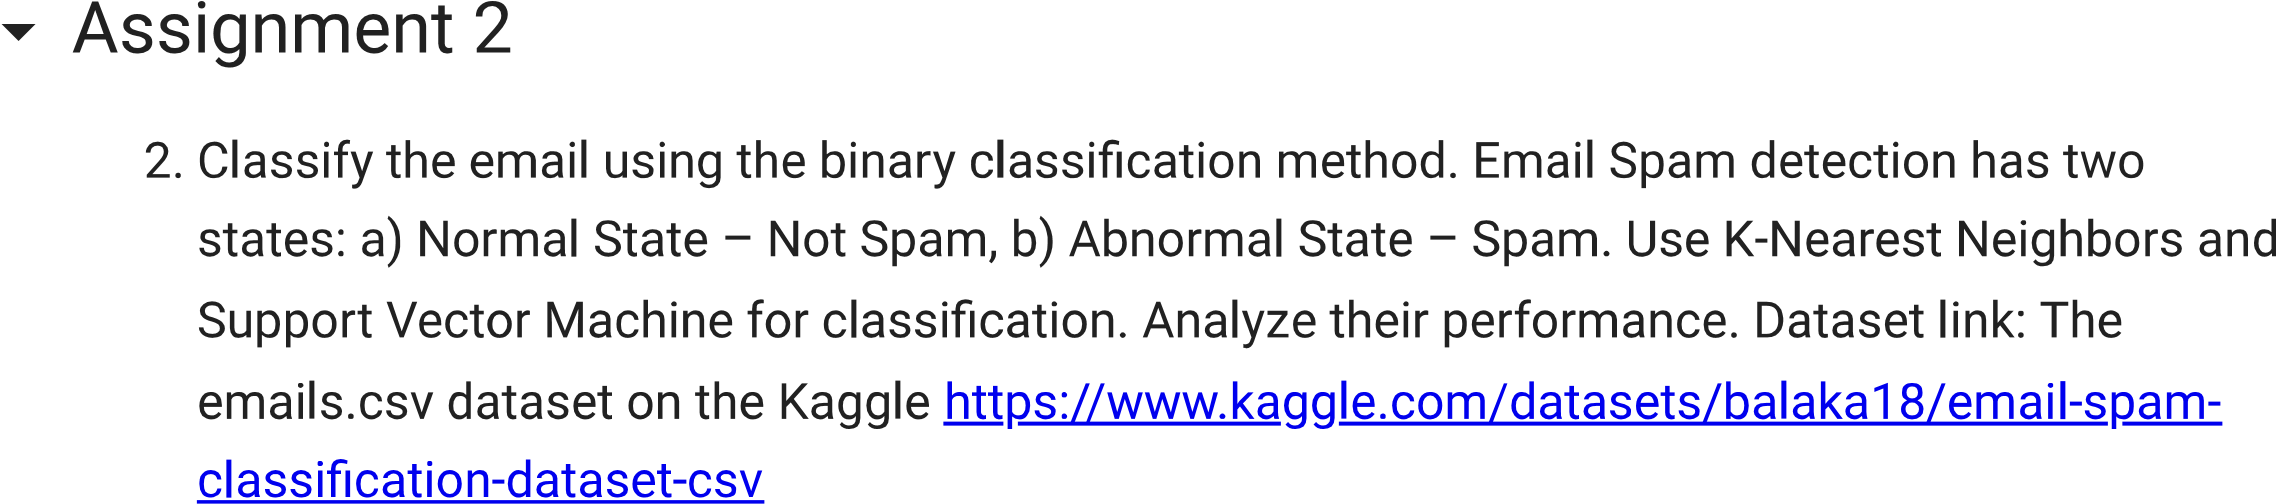 Assignment 2
2. Classify the email using the binary classification method. Email Spam detection has two
states: a) Normal State – Not Spam, b) Abnormal State – Spam. Use K-Nearest Neighbors and
Support Vector Machine for classification. Analyze their performance. Dataset link: The
emails.csv dataset on the Kaggle https://www.kaggle.com/datasets/balaka18/email-spam-
classification-dataset-csv